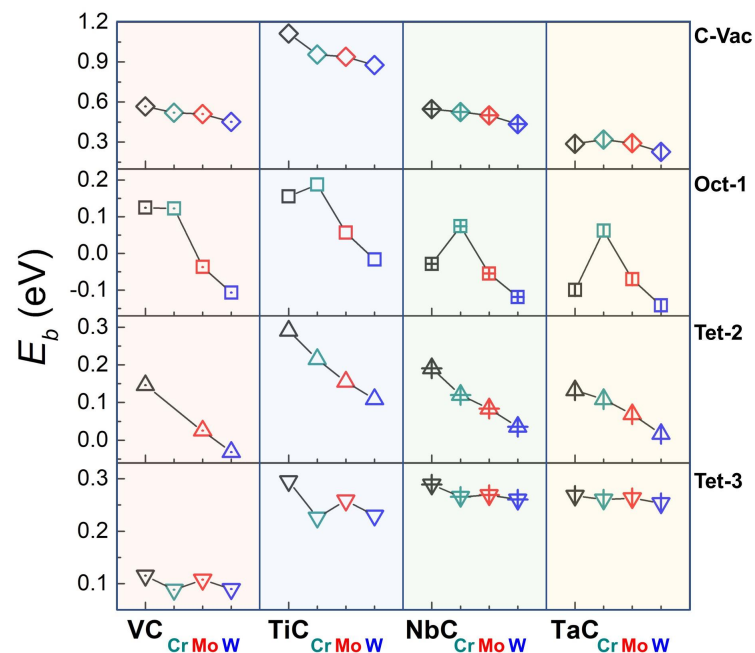 1.2
0.9
0.6
0.3
C-Vac
0.2
0.1
0.0
-0.1
Oct-1
0.3
0.2
0.1
0.0
Tet-2
0.3
0.2
0.1
Tet-3
E_b (eV)
VC Cr Mo W TiC Cr Mo W NbC Cr Mo W TaC Cr Mo W